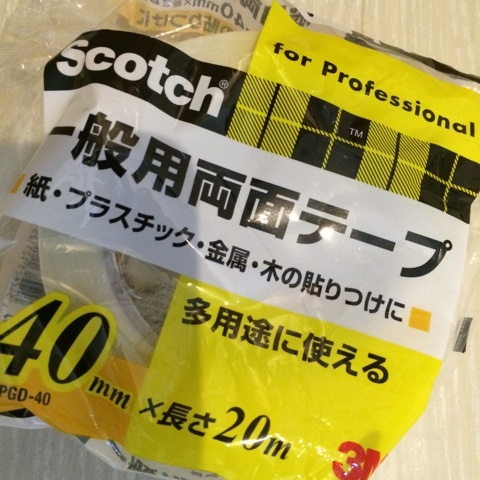 Scotch®
for Professional
TM
一般用両面テープ
紙・プラスチック・金属・木の貼りつけに
多用途に使える
40mm
×長さ20m
PGD-40
3M